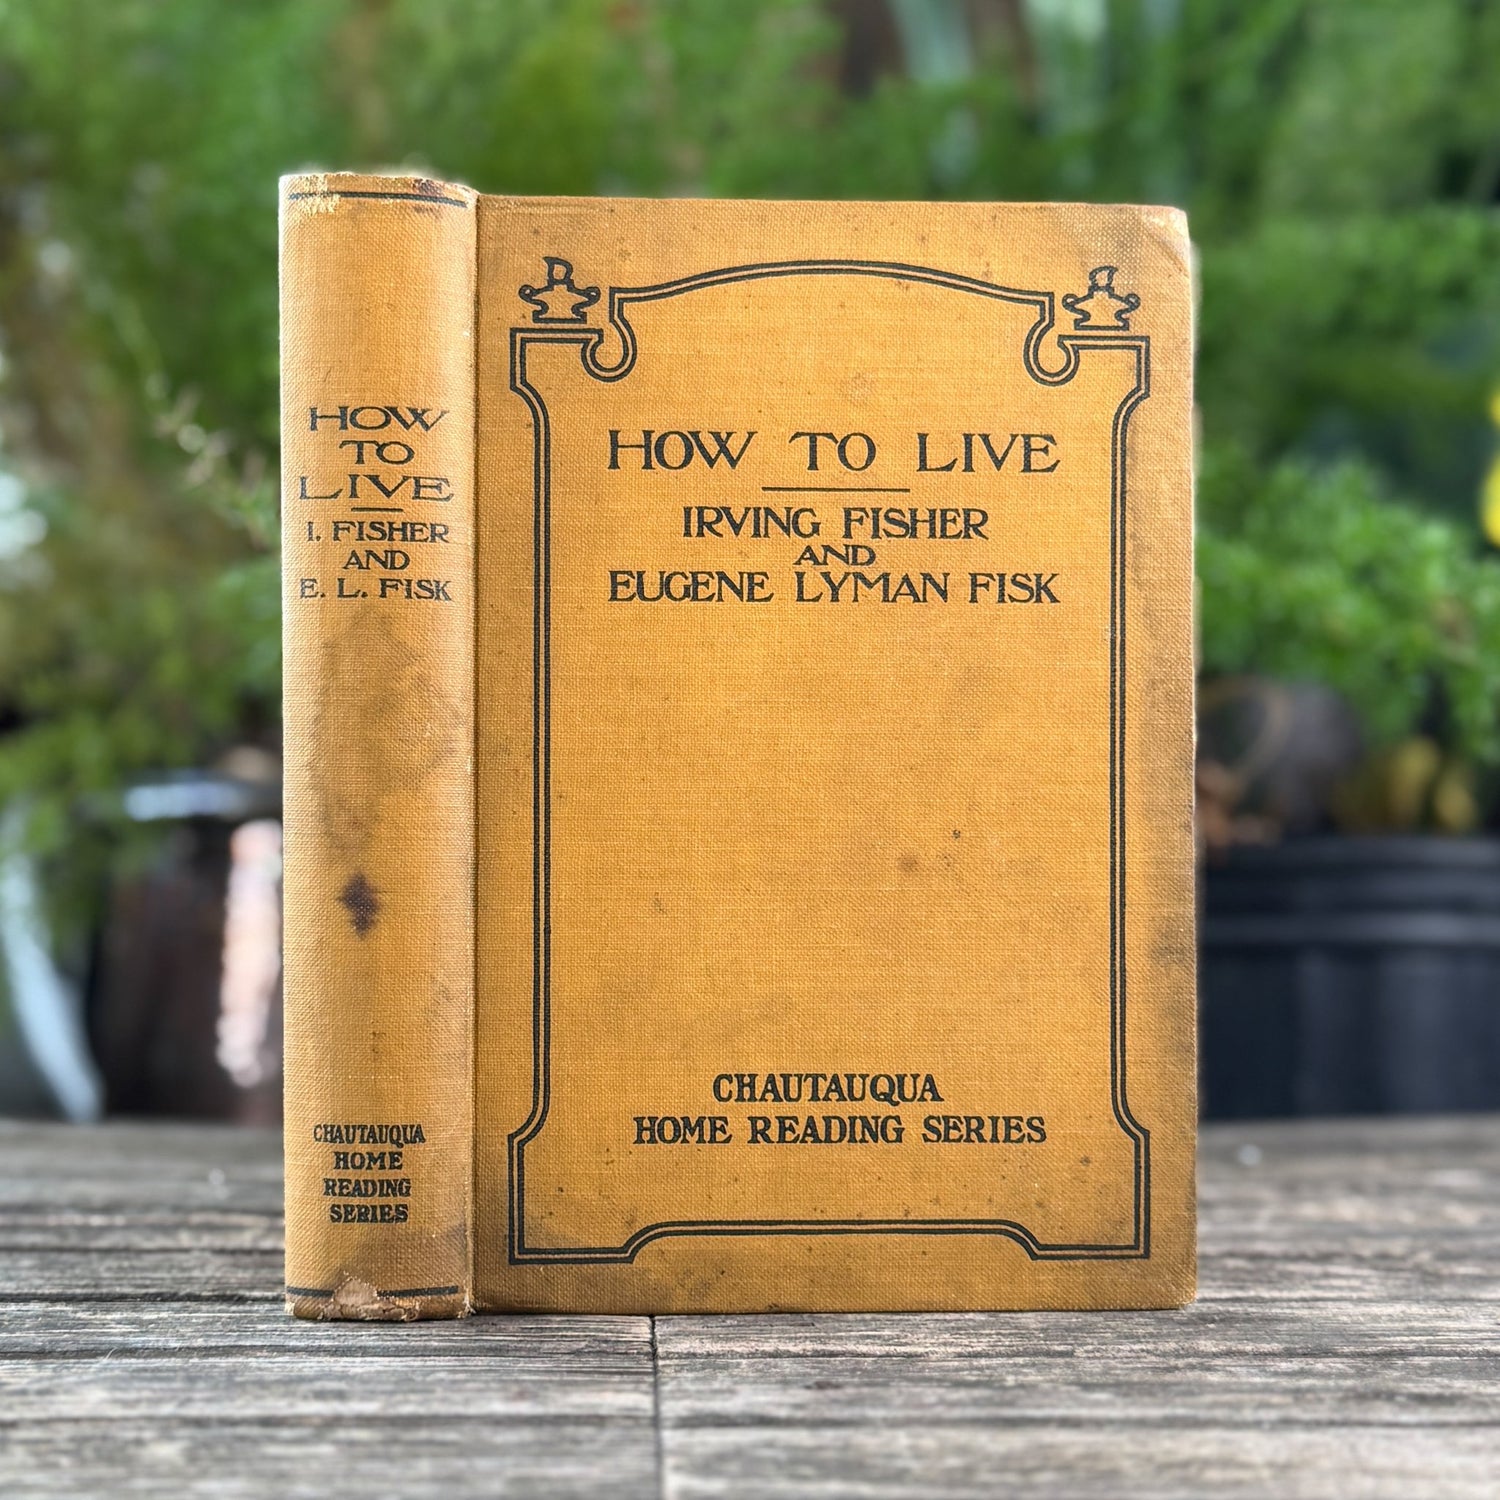 HOW
TO
LIVE
I. FISHER
AND
E. L. FISK
CHAUTAUQUA
HOME
READING
SERIES
HOW TO LIVE
IRVING FISHER
AND
EUGENE LYMAN FISK
CHAUTAUQUA
HOME READING SERIES